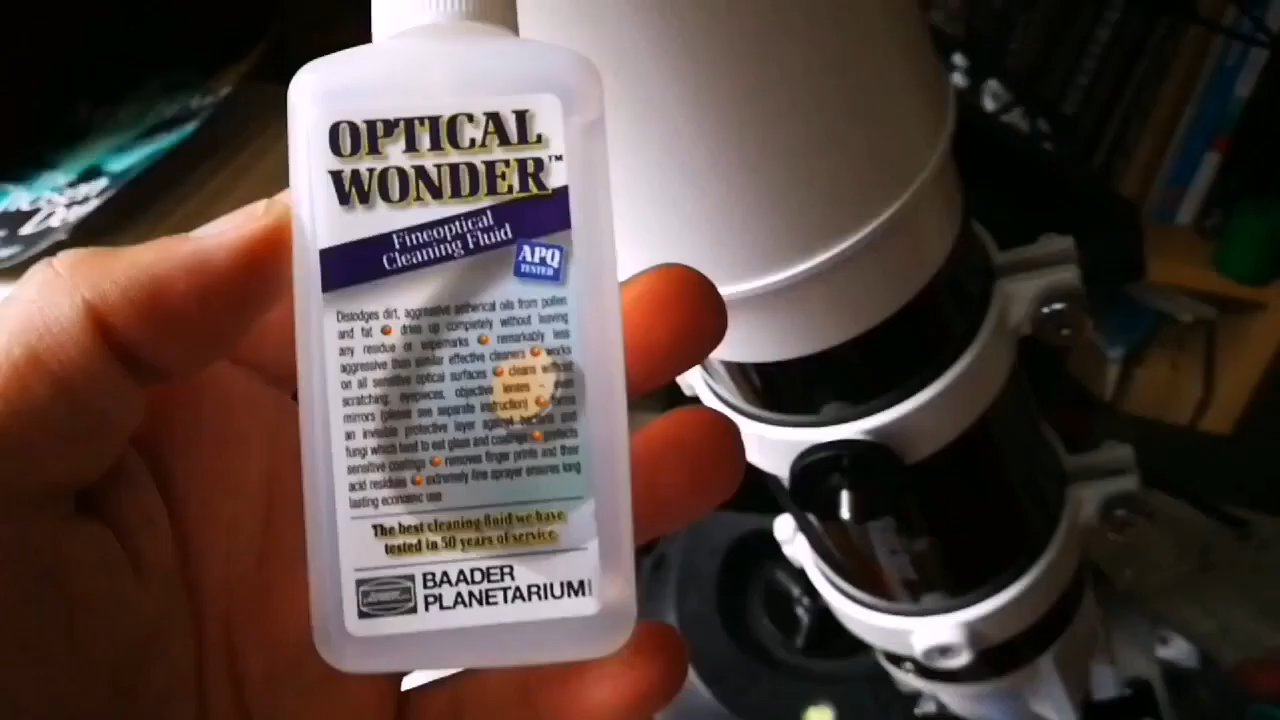 OPTICAL
WONDER™
Fineoptical
Cleaning Fluid
APQ
TESTED
Dislodges dirt, aggressive aetherical oils from pollen
and fat dries up completely without leaving
any residue or wipemarks remarkably less
aggressive than similar effective cleaners works
on all sensitive optical surfaces cleans without
scratching: eyepieces, objective lenses - even
mirrors (please see separate instruction) forms
an invisible protective layer against bacteria and
fungi which tend to eat glass and coatings protects
sensitive coatings removes finger prints and their
acid residues extremely fine sprayer ensures long
lasting economic use
The best cleaning fluid we have
tested in 50 years of service.
BAADER
PLANETARIUM